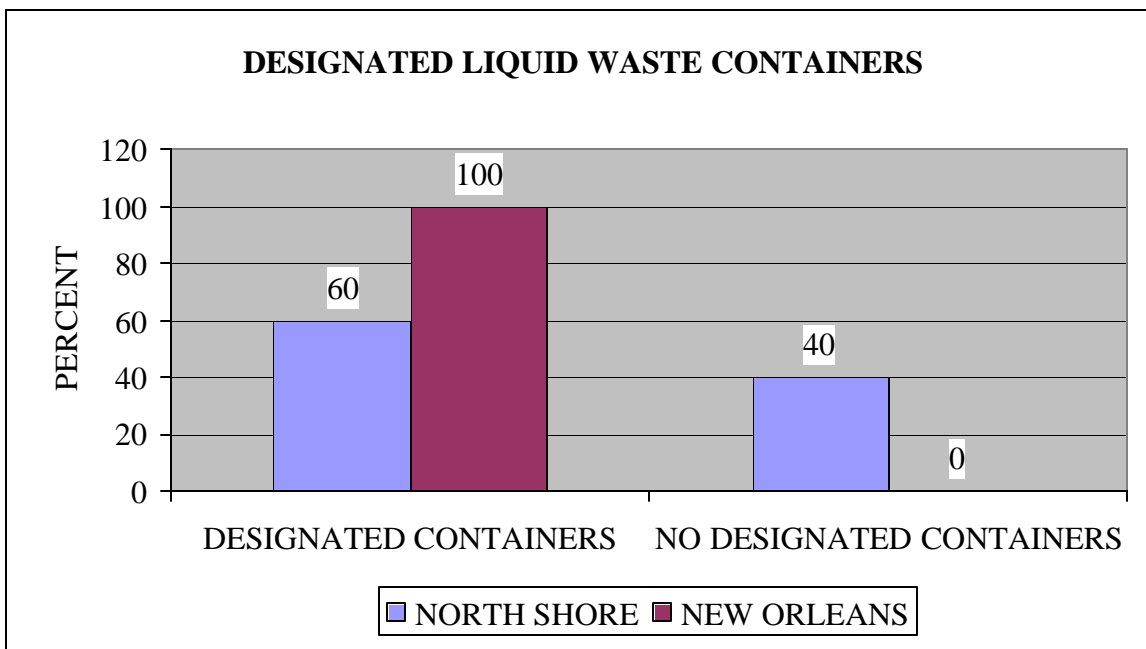 DESIGNATED LIQUID WASTE CONTAINERS
PERCENT
120
100
80
60
40
20
0
60
100
40
0
DESIGNATED CONTAINERS
NO DESIGNATED CONTAINERS
NORTH SHORE
NEW ORLEANS